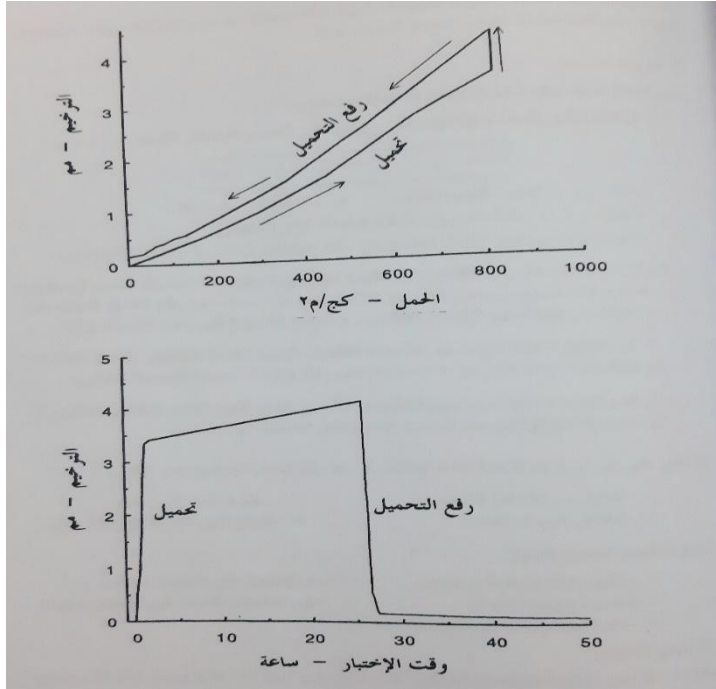 4
3
2
1
0
الترخيم - مم
رفع التحميل
تحميل
0 200 400 600 800 1000
الحمل - كج/م٢
5
4
3
2
1
0
الترخيم - مم
تحميل
رفع التحميل
0 10 20 30 40 50
وقت الإختبار - ساعة